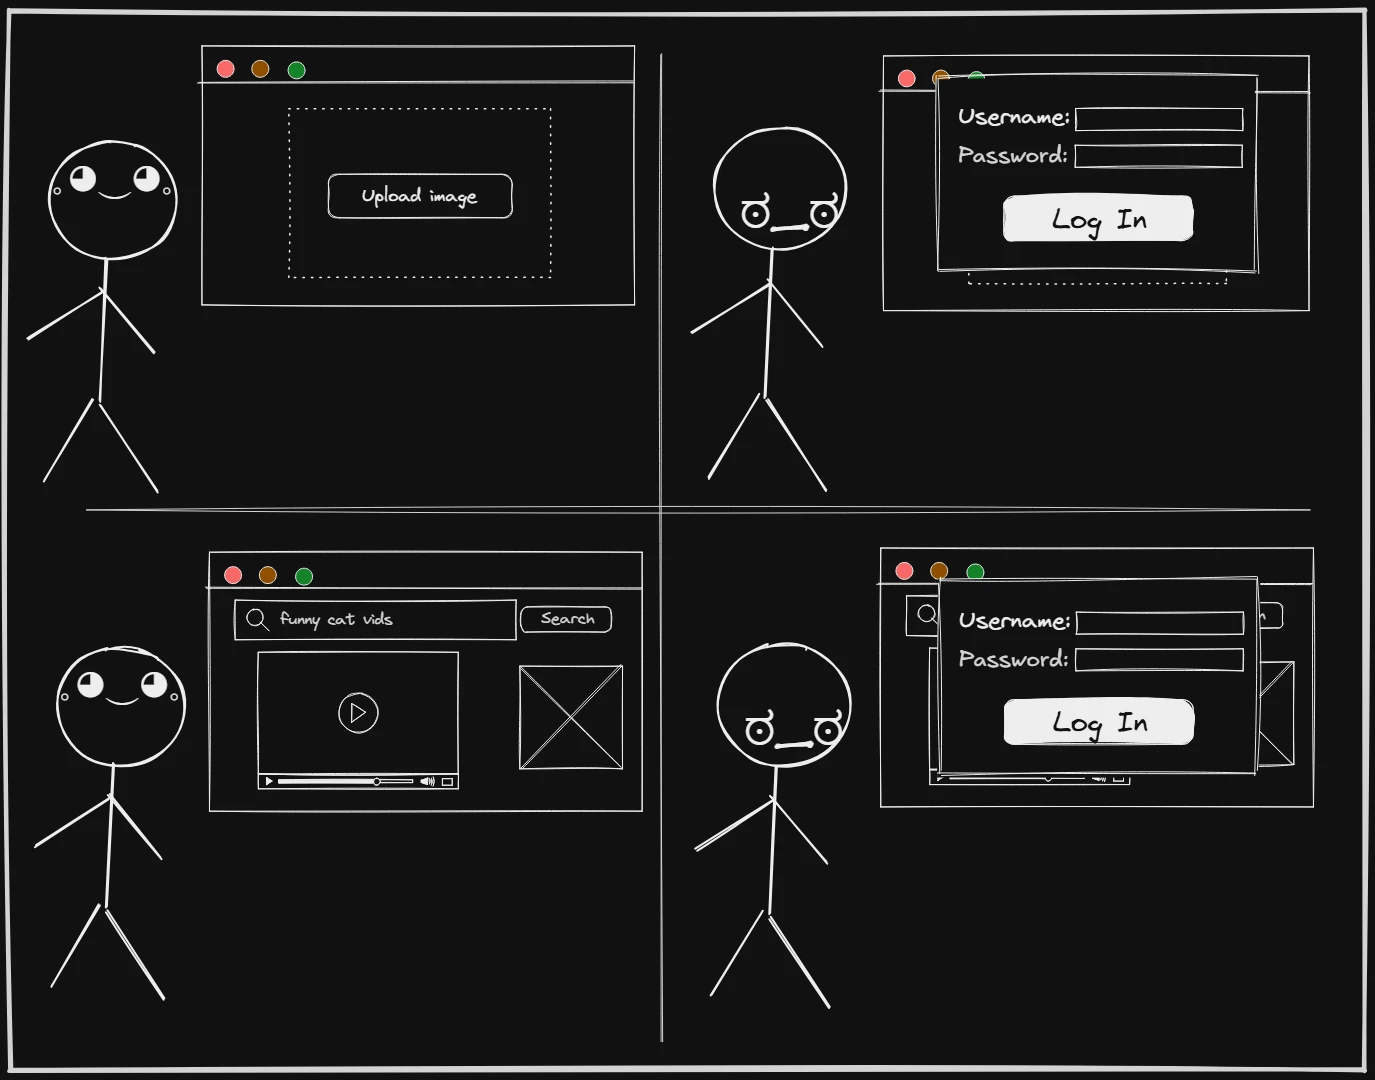 Upload image
Username:
Password:
Log In
funny cat vids
Search
Username:
Password:
Log In